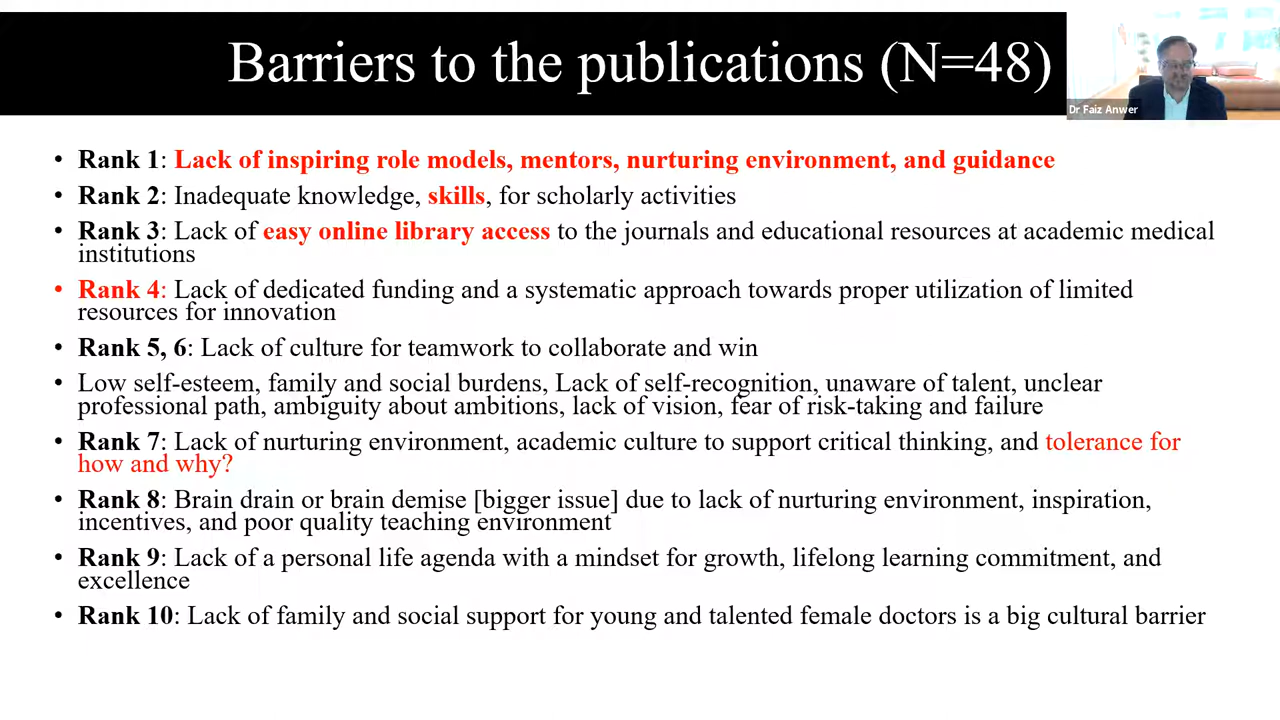 Barriers to the publications (N=48)
Dr Faiz Anwer
• Rank 1: Lack of inspiring role models, mentors, nurturing environment, and guidance
• Rank 2: Inadequate knowledge, skills, for scholarly activities
• Rank 3: Lack of easy online library access to the journals and educational resources at academic medical
institutions
• Rank 4: Lack of dedicated funding and a systematic approach towards proper utilization of limited
resources for innovation
• Rank 5, 6: Lack of culture for teamwork to collaborate and win
• Low self-esteem, family and social burdens, Lack of self-recognition, unaware of talent, unclear
professional path, ambiguity about ambitions, lack of vision, fear of risk-taking and failure
• Rank 7: Lack of nurturing environment, academic culture to support critical thinking, and tolerance for
how and why?
• Rank 8: Brain drain or brain demise [bigger issue] due to lack of nurturing environment, inspiration,
incentives, and poor quality teaching environment
• Rank 9: Lack of a personal life agenda with a mindset for growth, lifelong learning commitment, and
excellence
• Rank 10: Lack of family and social support for young and talented female doctors is a big cultural barrier